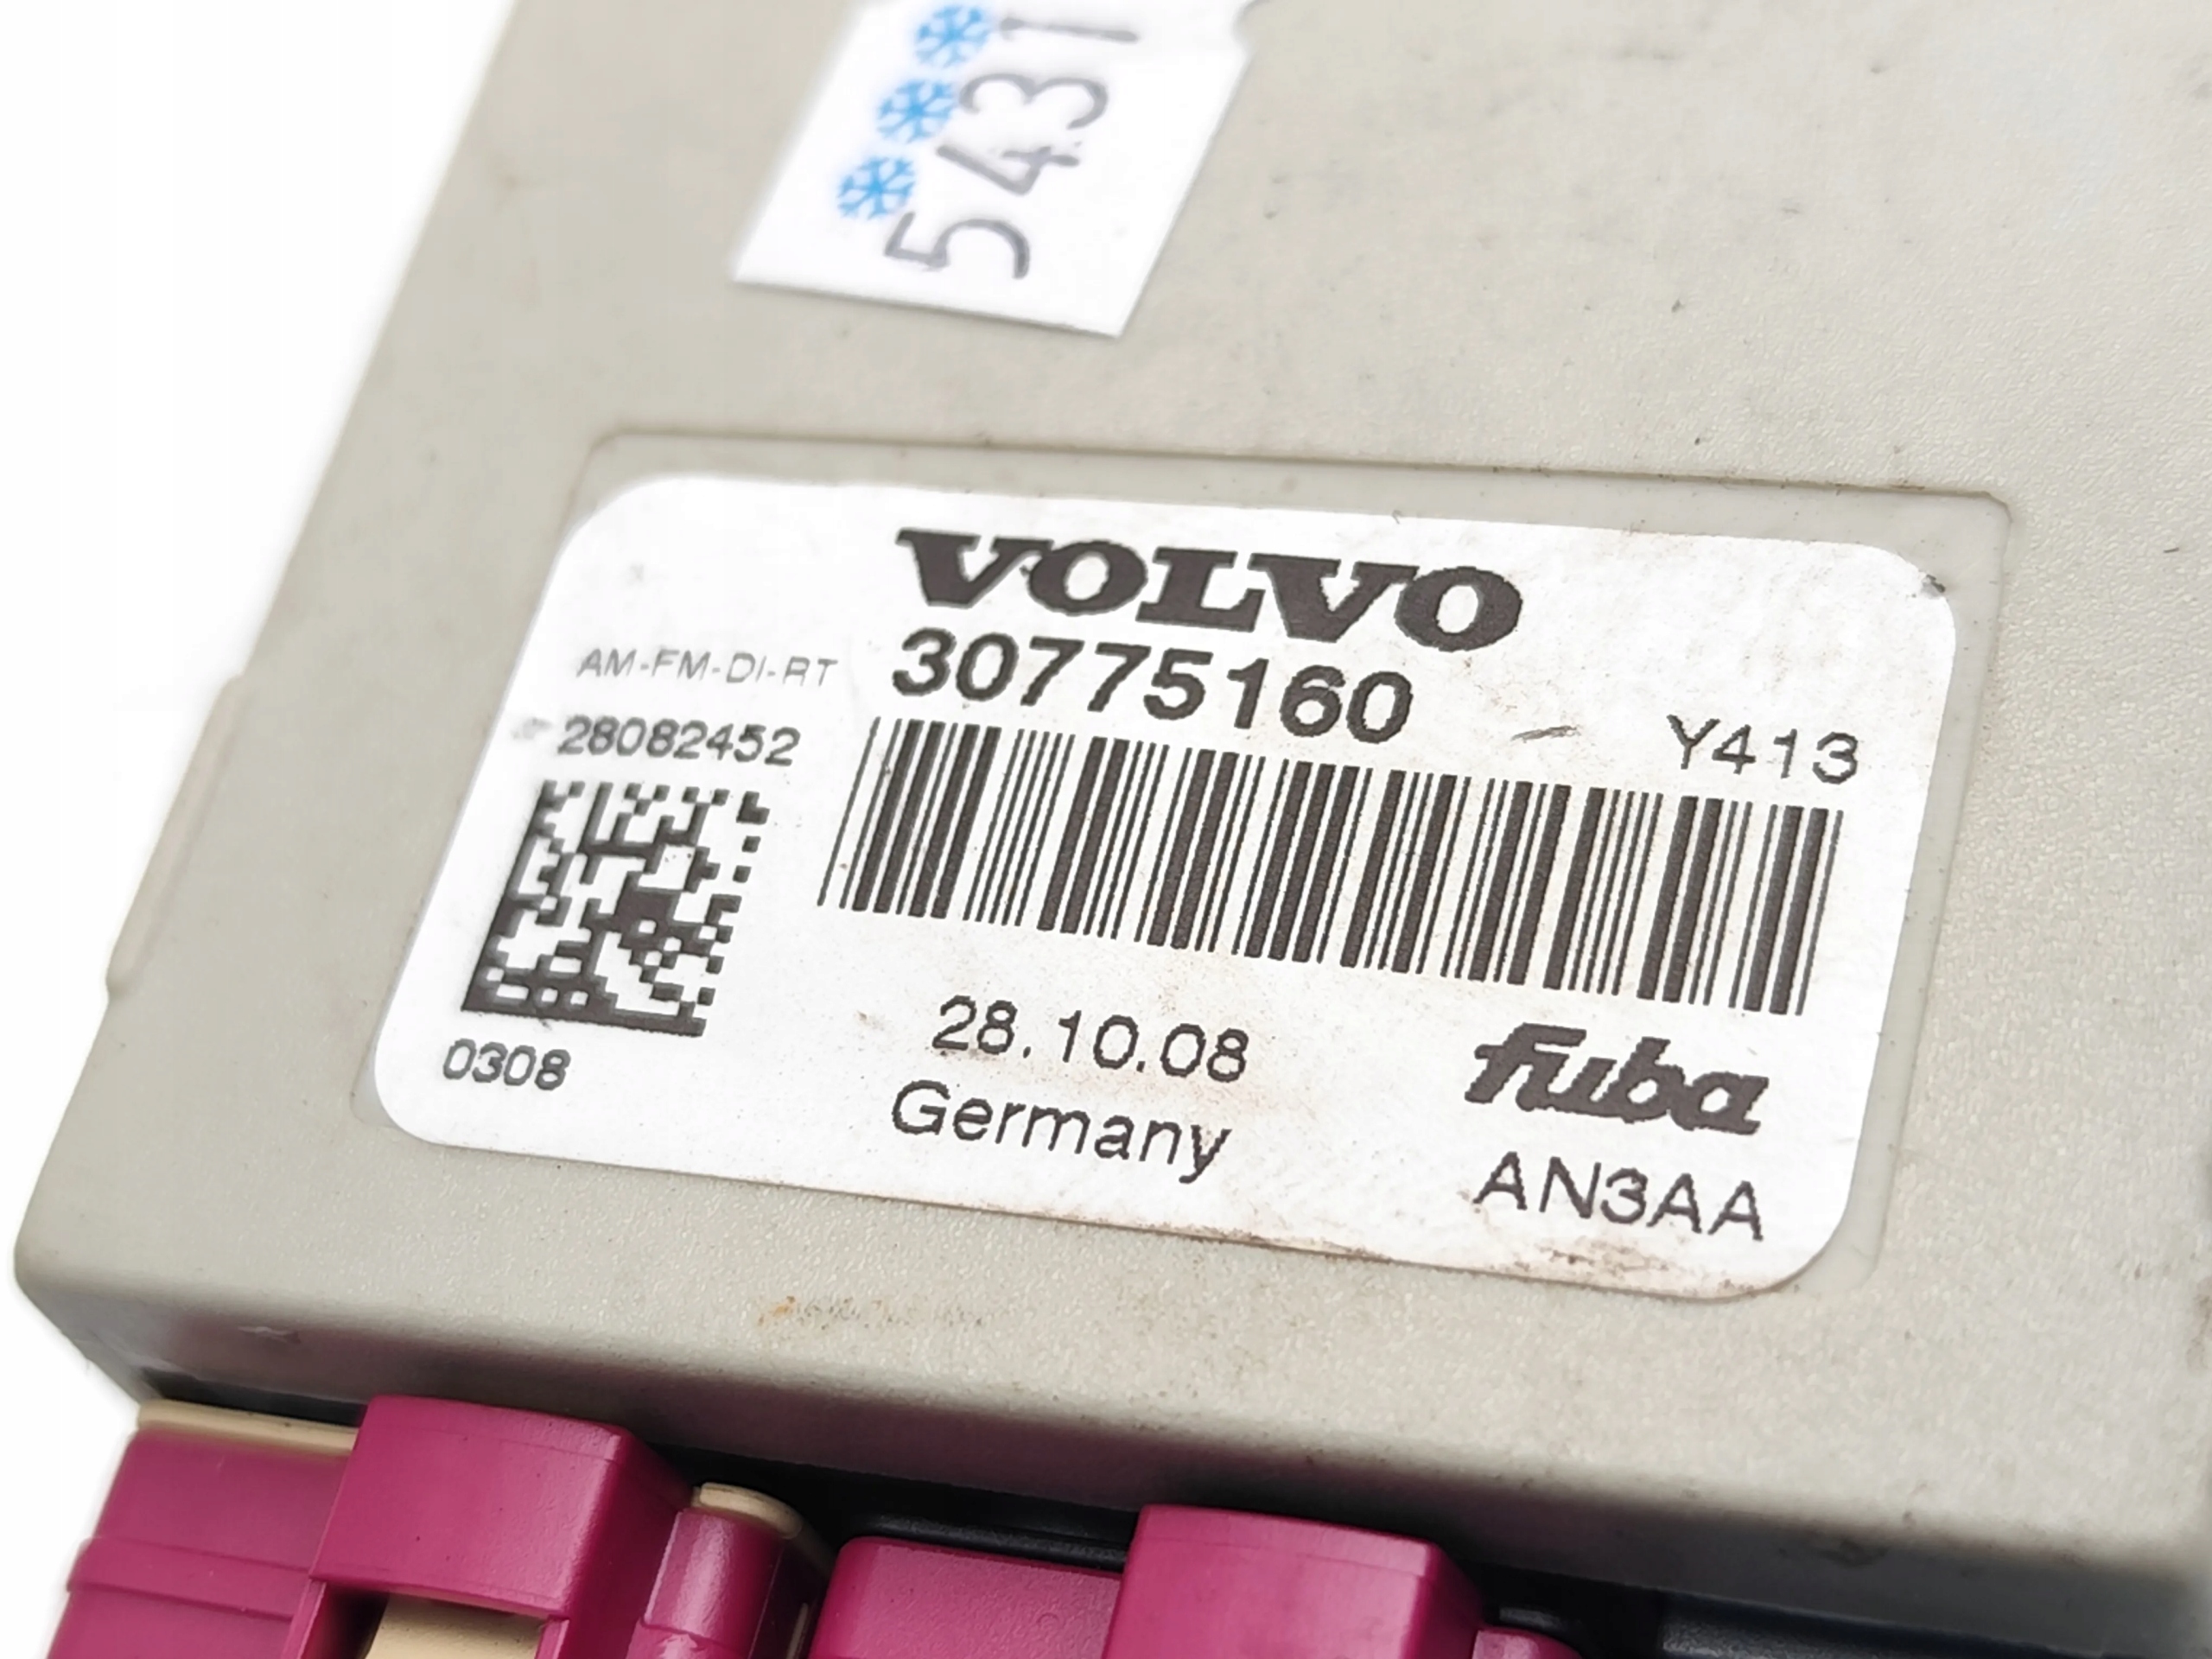 5431
VOLVO
AM-FM-DI-RT
30775160
28082452
Y413
0308
28.10.08
Germany
fuba
AN3AA